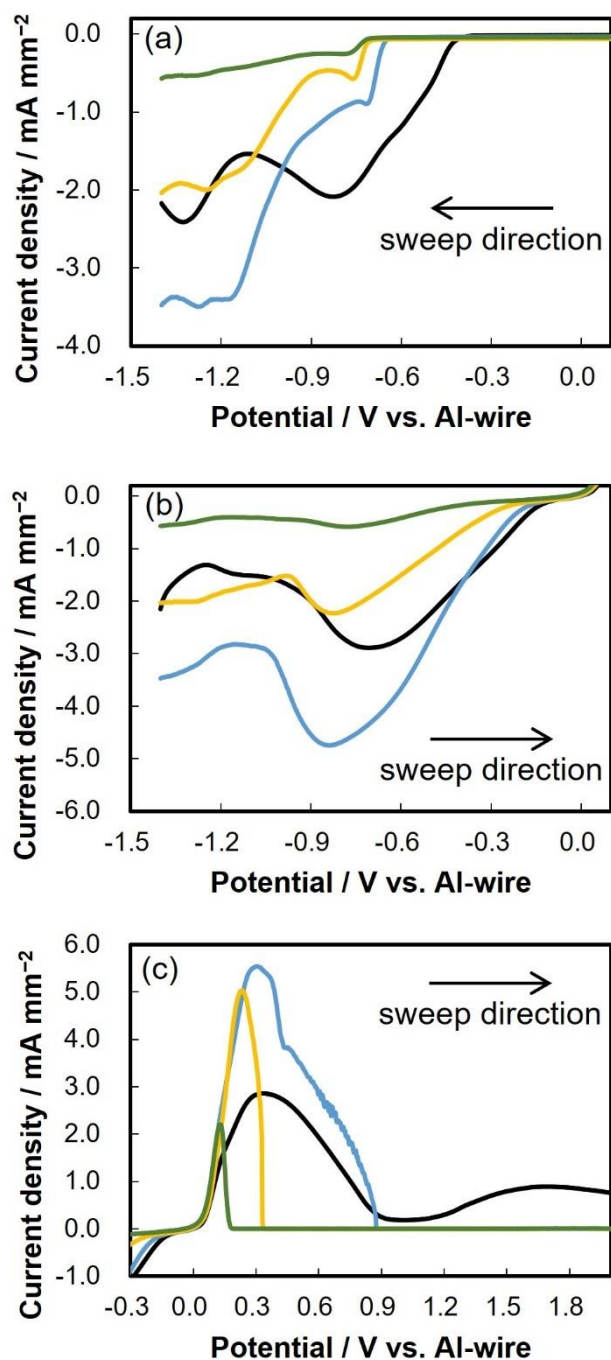 (a)
0.0
-1.0
-2.0
-3.0
-4.0
Current density / mA mm⁻²
sweep direction
-1.5 -1.2 -0.9 -0.6 -0.3 0.0
Potential / V vs. Al-wire
(b)
0.0
-1.0
-2.0
-3.0
-4.0
-5.0
-6.0
Current density / mA mm⁻²
sweep direction
-1.5 -1.2 -0.9 -0.6 -0.3 0.0
Potential / V vs. Al-wire
(c)
6.0
5.0
4.0
3.0
2.0
1.0
0.0
-1.0
Current density / mA mm⁻²
sweep direction
-0.3 0.0 0.3 0.6 0.9 1.2 1.5 1.8
Potential / V vs. Al-wire